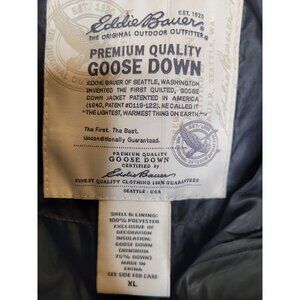 EST. 1920
Eddie Bauer
THE ORIGINAL OUTDOOR OUTFITTER
PREMIUM QUALITY
GOOSE DOWN
EDDIE BAUER OF SEATTLE, WASHINGTON
INVENTED THE FIRST QUILTED, GOOSE
DOWN JACKET PATENTED IN AMERICA
(1940, PATENT #D119-122). WE CALLED IT
"THE LIGHTEST, WARMEST THING ON EARTH"
The First. The Best.
Unconditionally Guaranteed.
PREMIUM QUALITY
GOOSE DOWN
CERTIFIED BY
Eddie Bauer
FINEST QUALITY CLOTHING 100% GUARANTEED
SEATTLE - USA
SHELL & LINING:
100% POLYESTER
EXCLUSIVE OF
DECORATION
INSULATION:
GOOSE DOWN
(MINIMUM
75% DOWN)
MADE IN
CHINA
SEE SIDE FOR CARE
XL